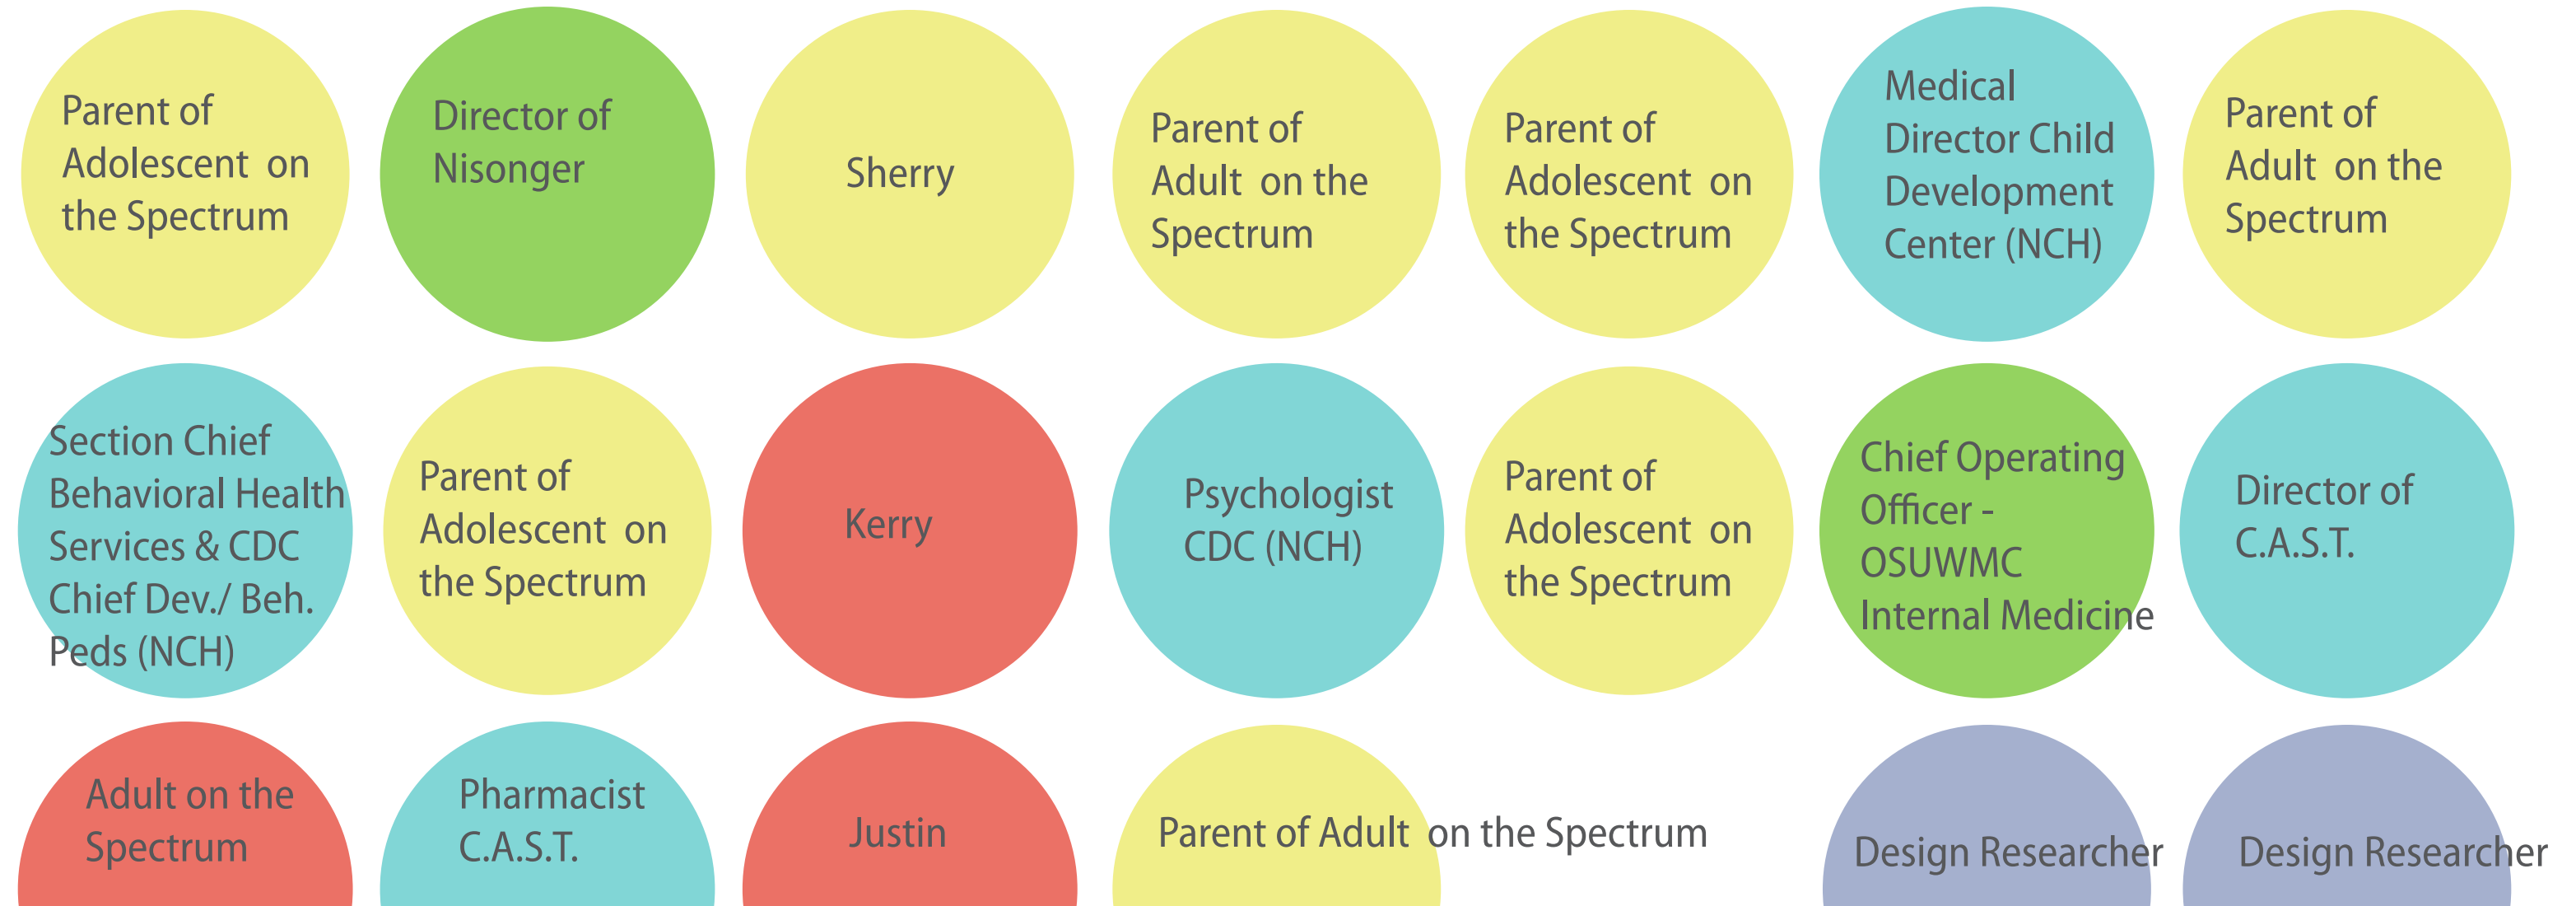 Parent of
Adolescent on
the Spectrum
Director of
Nisonger
Sherry
Parent of
Adult on the
Spectrum
Parent of
Adolescent on
the Spectrum
Medical
Director Child
Development
Center (NCH)
Parent of
Adult on the
Spectrum
Section Chief
Behavioral Health
Services & CDC
Chief Dev./ Beh.
Peds (NCH)
Parent of
Adolescent on
the Spectrum
Kerry
Psychologist
CDC (NCH)
Parent of
Adolescent on
the Spectrum
Chief Operating
Officer -
OSUWMC
Internal Medicine
Director of
C.A.S.T.
Adult on the
Spectrum
Pharmacist
C.A.S.T.
Justin
Parent of Adult on the Spectrum
Design Researcher
Design Researcher